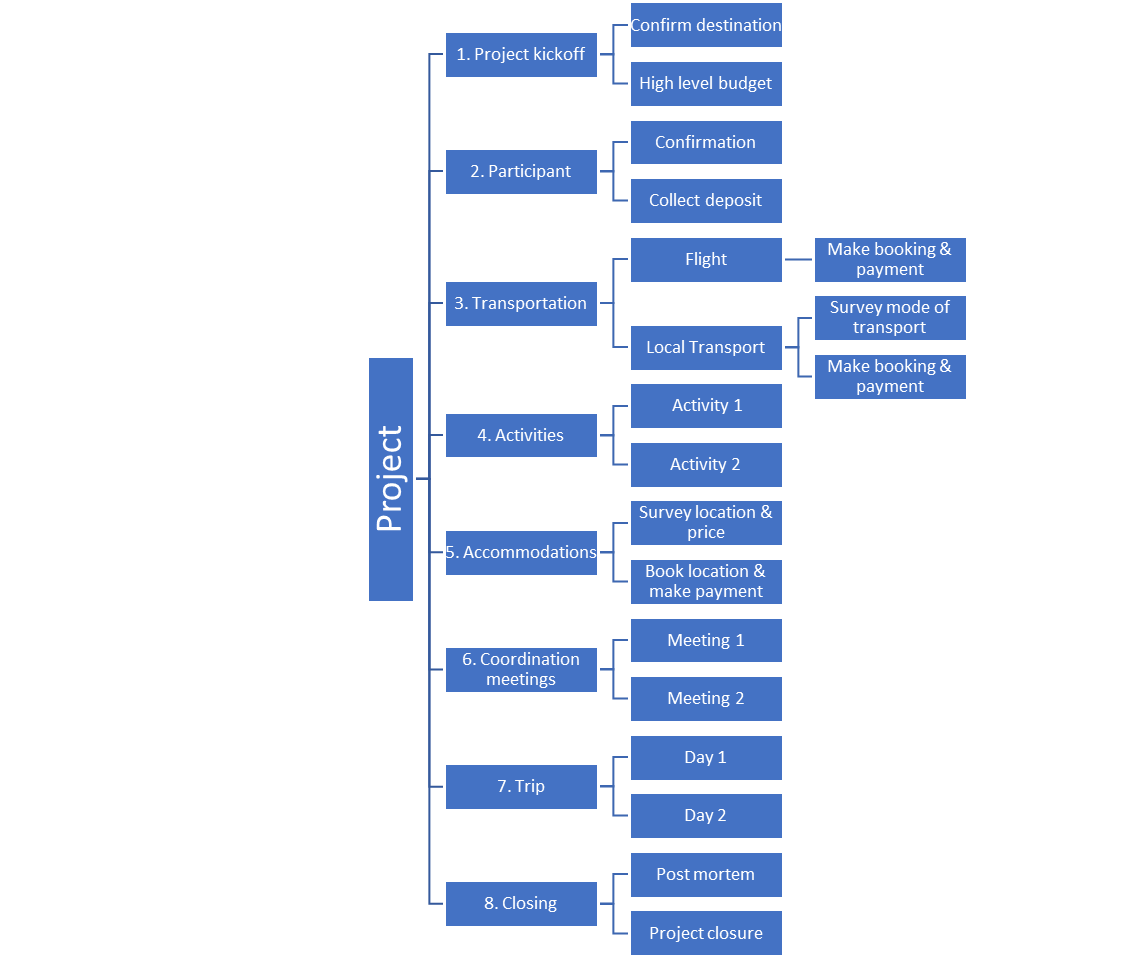 Project
1. Project kickoff
Confirm destination
High level budget
2. Participant
Confirmation
Collect deposit
3. Transportation
Flight
Make booking &
payment
Local Transport
Survey mode of
transport
Make booking &
payment
4. Activities
Activity 1
Activity 2
5. Accommodations
Survey location &
price
Book location &
make payment
6. Coordination
meetings
Meeting 1
Meeting 2
7. Trip
Day 1
Day 2
8. Closing
Post mortem
Project closure